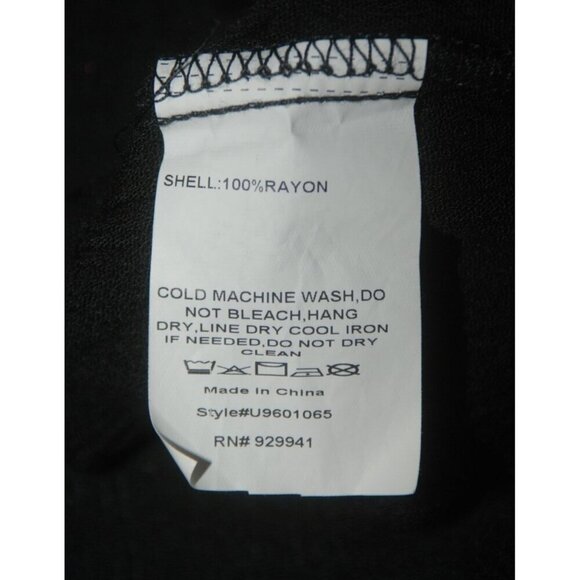 SHELL:100%RAYON
COLD MACHINE WASH,DO
NOT BLEACH,HANG
DRY,LINE DRY COOL IRON
IF NEEDED,DO NOT DRY
CLEAN
Made In China
Style#U9601065
RN# 929941